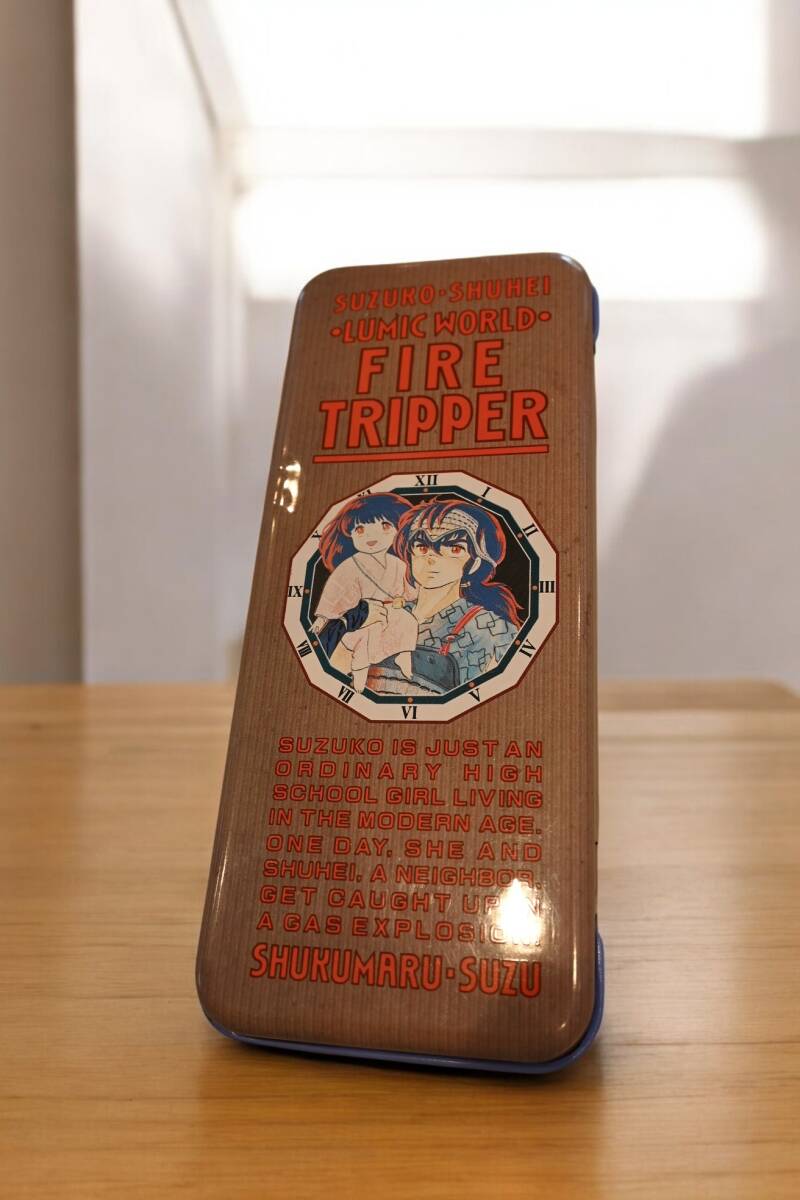 SUZUKO·SHUHEI
·LUMIC WORLD·
FIRE
TRIPPER
XII
I
II
III
IV
V
VI
VII
VIII
IX
X
SUZUKO IS JUST AN
ORDINARY HIGH
SCHOOL GIRL LIVING
IN THE MODERN AGE.
ONE DAY, SHE AND
SHUHEI, A NEIGHBOR,
GET CAUGHT UP IN
A GAS EXPLOSION.
SHUKUMARU·SUZU